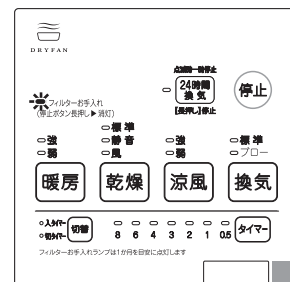 DRYFAN
点滅時一時停止
24時間
換気
停止
【長押し】停止
フィルターお手入れ
(停止ボタン長押し▶消灯)
強
弱
標準
静音
風
強
弱
標準
ブロー
暖房
乾燥
涼風
換気
入タイマー
切タイマー
切替
8 6 4 3 2 1 0.5
タイマー
フィルターお手入れランプは1か月を目安に点灯します